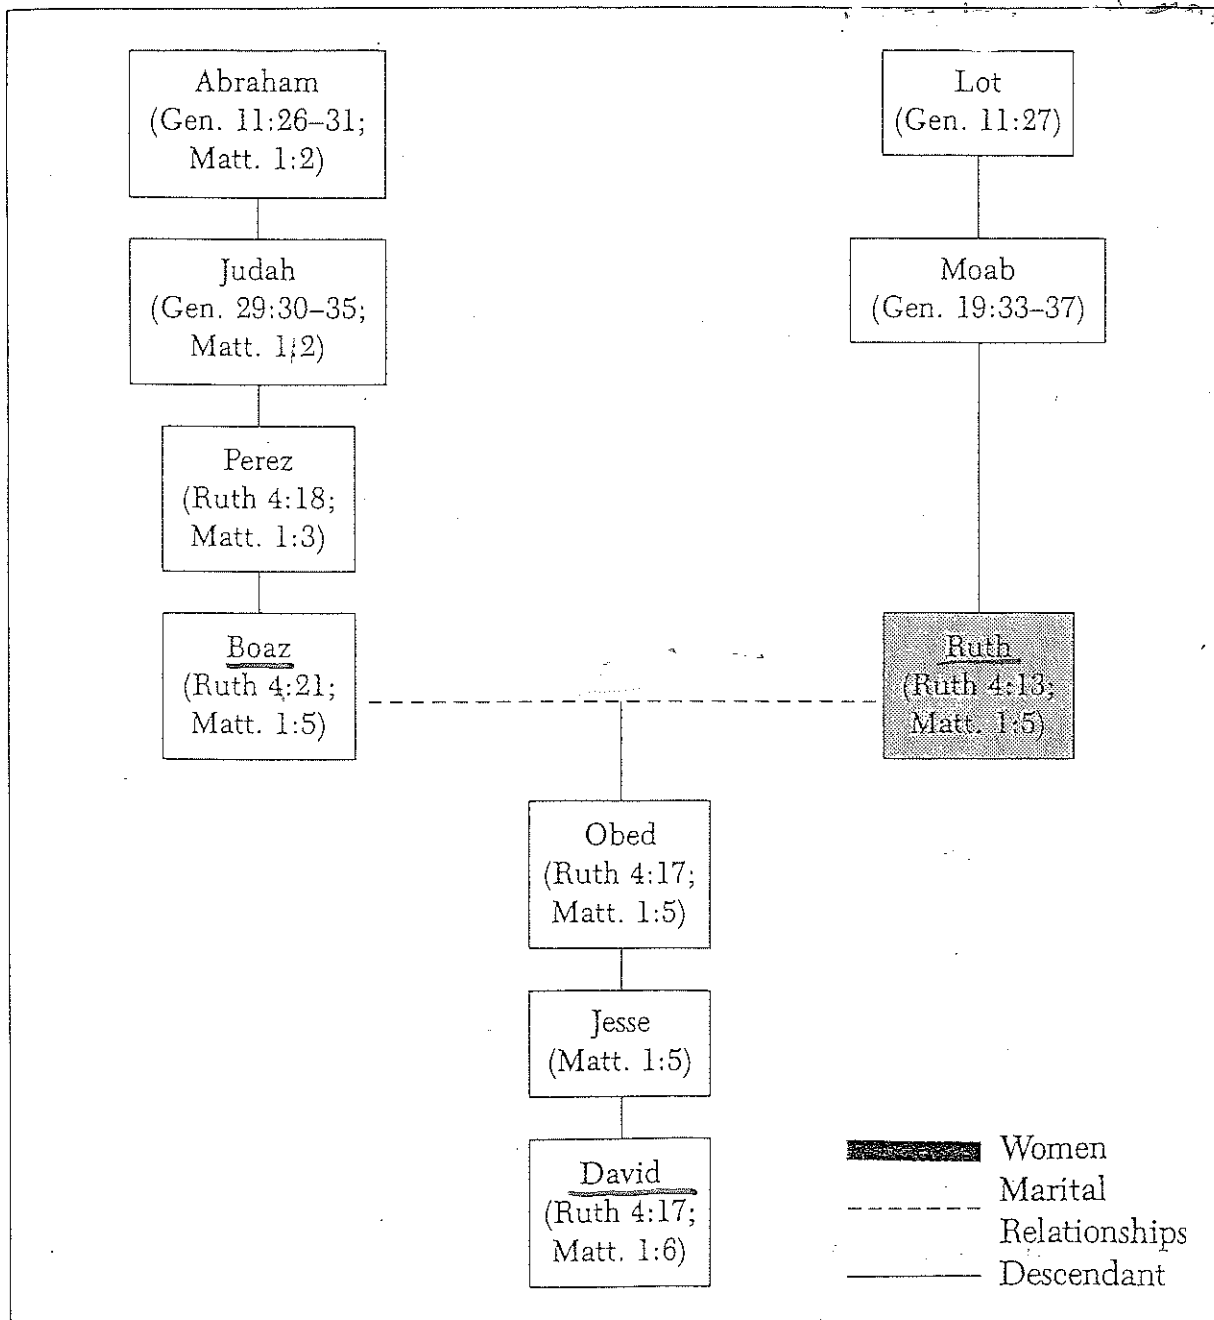 Abraham
(Gen. 11:26–31;
Matt. 1:2)
Lot
(Gen. 11:27)
Judah
(Gen. 29:30–35;
Matt. 1:2)
Moab
(Gen. 19:33–37)
Perez
(Ruth 4:18;
Matt. 1:3)
Boaz
(Ruth 4:21;
Matt. 1:5)
Ruth
(Ruth 4:13;
Matt. 1:5)
Obed
(Ruth 4:17;
Matt. 1:5)
Jesse
(Matt. 1:5)
David
(Ruth 4:17;
Matt. 1:6)
Women
Marital
Relationships
Descendant